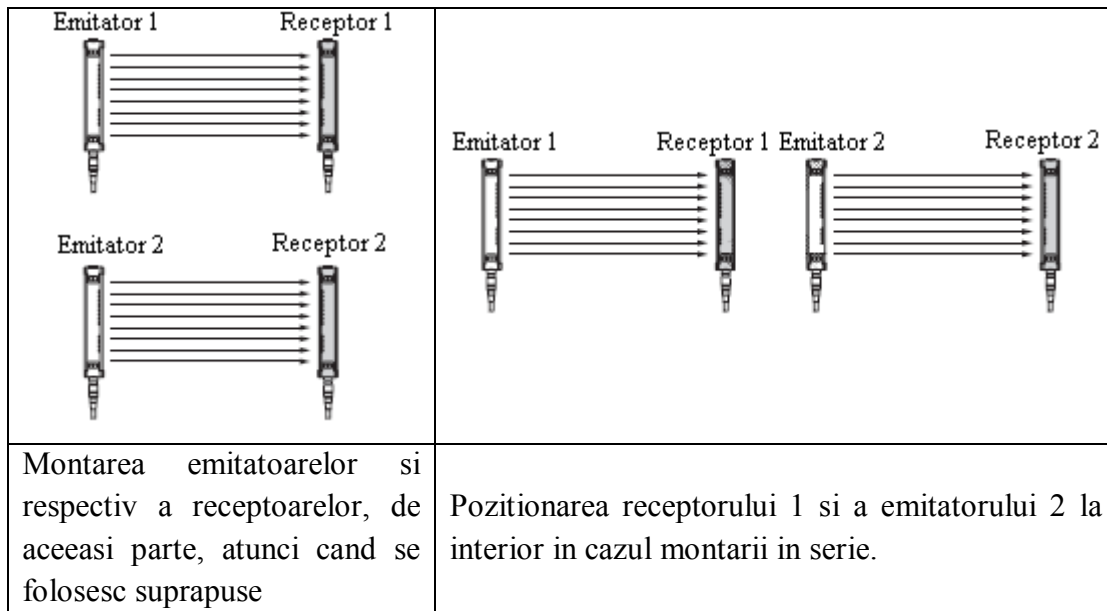 Emitator 1
Receptor 1
Emitator 2
Receptor 2
Emitator 1
Receptor 1
Emitator 2
Receptor 2
Montarea emitatoarelor si
respectiv a receptoarelor, de
aceeasi parte, atunci cand se
folosesc suprapuse
Pozitionarea receptorului 1 si a emitatorului 2 la
interior in cazul montarii in serie.